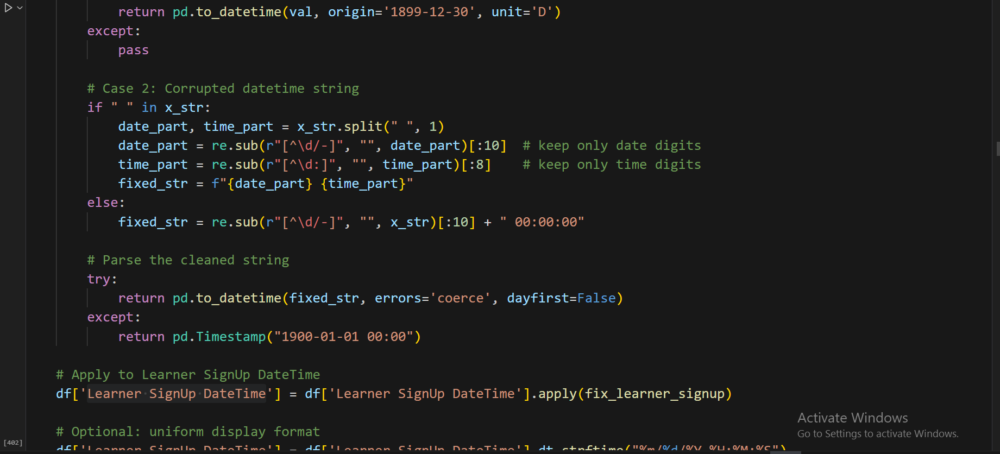 return pd.to_datetime(val, origin='1899-12-30', unit='D')
except:
pass
# Case 2: Corrupted datetime string
if " " in x_str:
date_part, time_part = x_str.split(" ", 1)
date_part = re.sub(r"[^\d/-]", "", date_part)[:10]  # keep only date digits
time_part = re.sub(r"[^\d:]", "", time_part)[:8]    # keep only time digits
fixed_str = f"{date_part} {time_part}"
else:
fixed_str = re.sub(r"[^\d/-]", "", x_str)[:10] + " 00:00:00"
# Parse the cleaned string
try:
return pd.to_datetime(fixed_str, errors='coerce', dayfirst=False)
except:
return pd.Timestamp("1900-01-01 00:00")
# Apply to Learner SignUp DateTime
df['Learner SignUp DateTime'] = df['Learner SignUp DateTime'].apply(fix_learner_signup)
# Optional: uniform display format
df['Learner SignUp DateTime'] = df['Learner SignUp DateTime'].dt.strftime("%m/%d/%Y %H:%M:%S")
[402]
Activate Windows
Go to Settings to activate Windows.